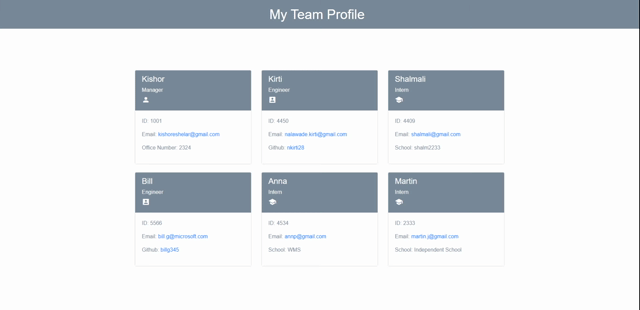 My Team Profile
Kishor
Manager
ID: 1001
Email: kishoreshelar@gmail.com
Office Number: 2324
Kirti
Engineer
ID: 4450
Email: nalawade.kirti@gmail.com
Github: nkirti28
Shalmali
Intern
ID: 4409
Email: shalmali@gmail.com
School: shalm2233
Bill
Engineer
ID: 5566
Email: bill.g@microsoft.com
Github: billg345
Anna
Intern
ID: 4534
Email: annp@gmail.com
School: WMS
Martin
Intern
ID: 2333
Email: martin.j@gmail.com
School: Independent School